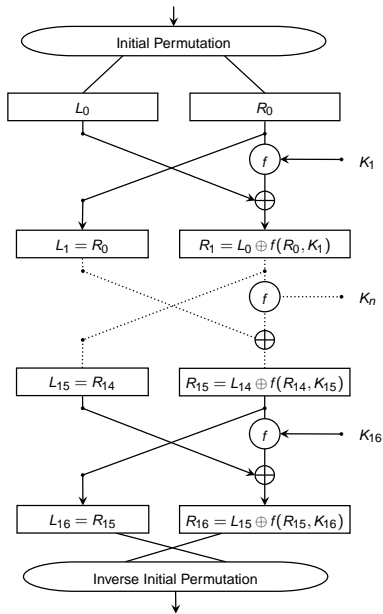 Initial Permutation
L₀ R₀
f K₁
L₁ = R₀ R₁ = L₀ ⊕ f(R₀, K₁)
f Kₙ
L₁₅ = R₁₄ R₁₅ = L₁₄ ⊕ f(R₁₄, K₁₅)
f K₁₆
L₁₆ = R₁₅ R₁₆ = L₁₅ ⊕ f(R₁₅, K₁₆)
Inverse Initial Permutation